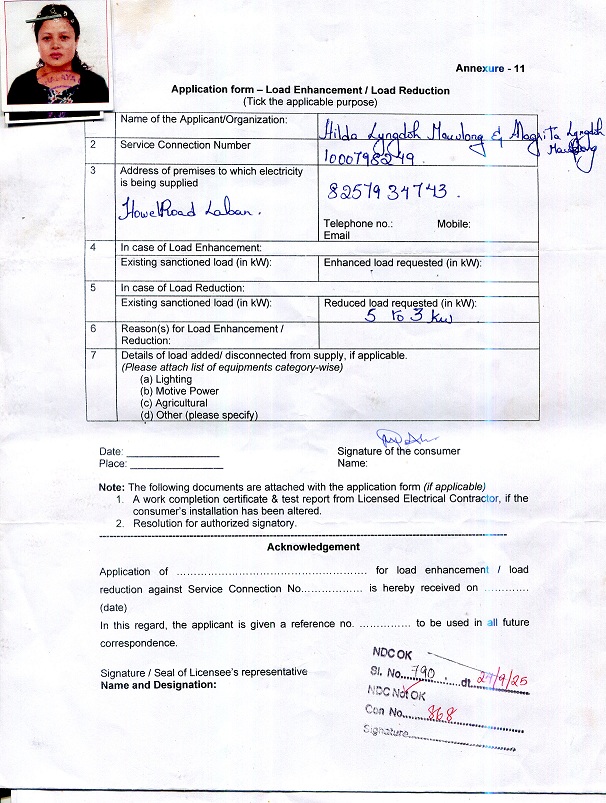 Annexure - 11
Application form – Load Enhancement / Load Reduction
(Tick the applicable purpose)
Name of the Applicant/Organization: Hilda Lyngdoh Mawlong & Magrita Lyngdoh Mawlong
2 Service Connection Number 1000798249
3 Address of premises to which electricity is being supplied
Howell Road Laban.
8257934743.
Telephone no.: Mobile:
Email
4 In case of Load Enhancement:
Existing sanctioned load (in kW): Enhanced load requested (in kW):
5 In case of Load Reduction:
Existing sanctioned load (in kW): Reduced load requested (in kW):
5 to 3 kw
6 Reason(s) for Load Enhancement /
Reduction:
7 Details of load added/ disconnected from supply, if applicable.
(Please attach list of equipments category-wise)
(a) Lighting
(b) Motive Power
(c) Agricultural
(d) Other (please specify)
Date: ________________
Place: ________________
Signature of the consumer
Name:
Note: The following documents are attached with the application form (if applicable)
1. A work completion certificate & test report from Licensed Electrical Contractor, if the
consumer's installation has been altered.
2. Resolution for authorized signatory.
Acknowledgement
Application of ………………………………………………… for load enhancement / load
reduction against Service Connection No……………… is hereby received on …………
(date)
In this regard, the applicant is given a reference no. …………… to be used in all future
correspondence.
Signature / Seal of Licensee's representative
Name and Designation:
NDC OK
Sl. No. 790 dt. 29/9/25
NDC Not OK
Con No. 868
Signature